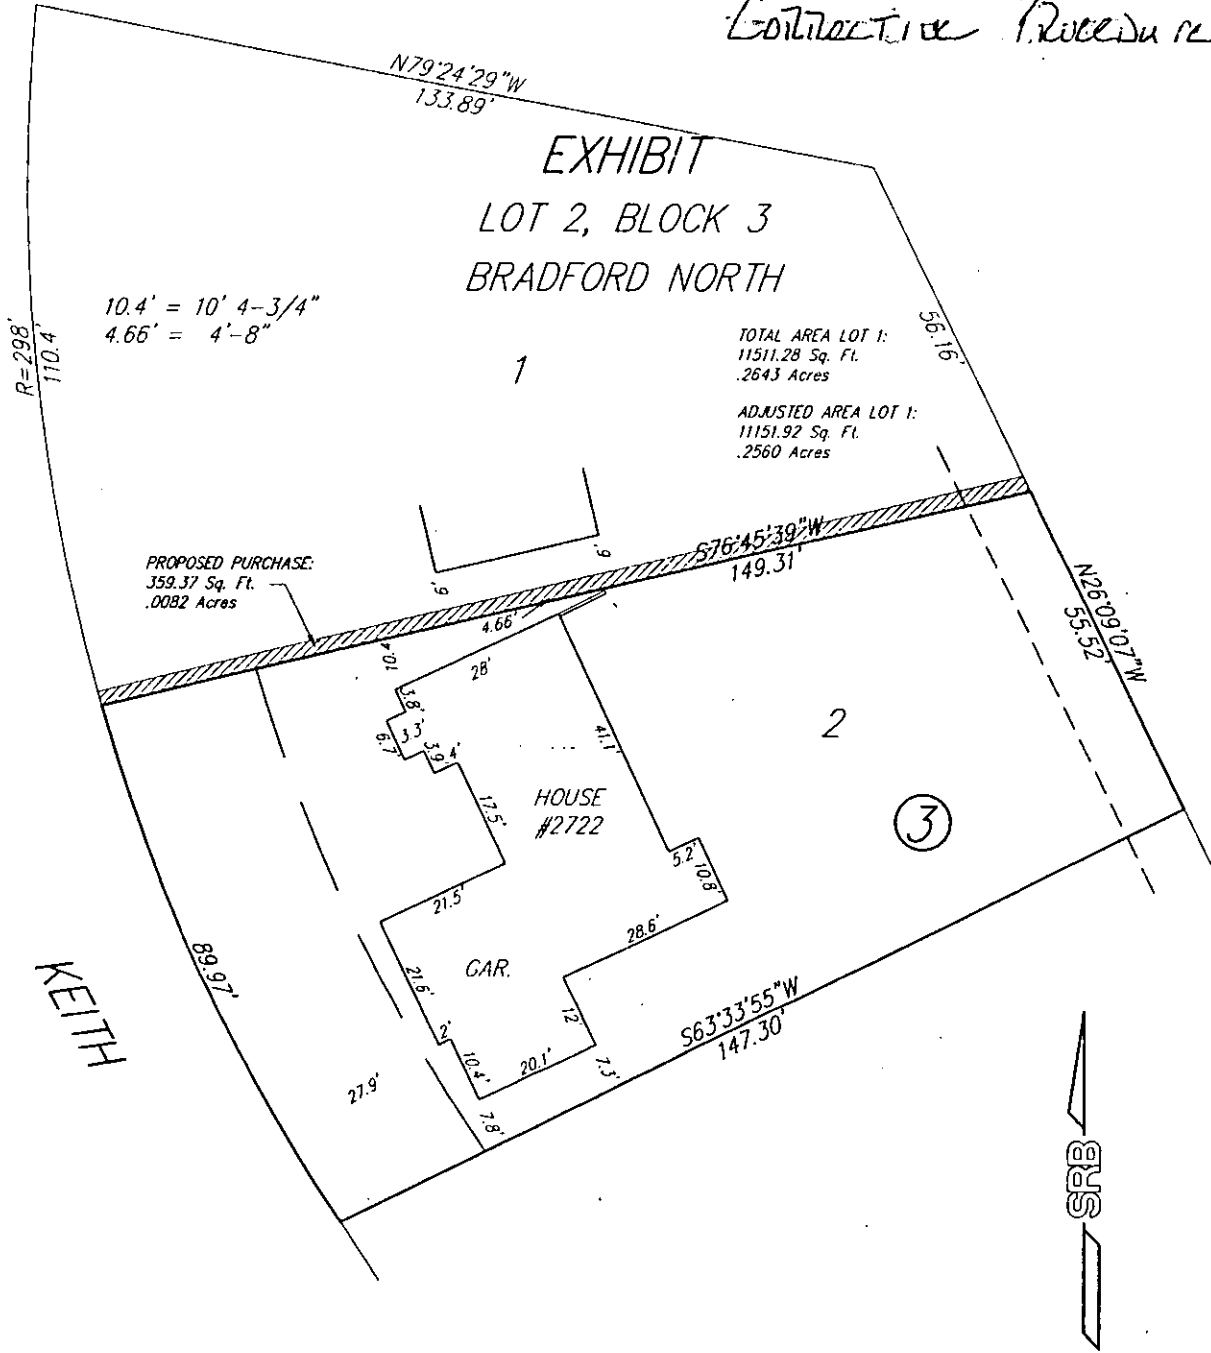 Corrective Procedure
N79°24'29"W
133.89'
EXHIBIT
LOT 2, BLOCK 3
BRADFORD NORTH
10.4' = 10' 4-3/4"
4.66' = 4'-8"
R=298'
110.4'
1
TOTAL AREA LOT 1:
11511.28 Sq. Ft.
.2643 Acres
56.16'
ADJUSTED AREA LOT 1:
11151.92 Sq. Ft.
.2560 Acres
PROPOSED PURCHASE:
359.37 Sq. Ft.
.0082 Acres
9'
9'
S76°45'39"W
149.31'
N26°09'07"W
55.52'
4.66'
10.4
28'
3.8'
3.3'
6.7'
3.9'
4'
41.1'
2
17.5'
HOUSE
#2722
3
5.2'
10.8'
21.5'
28.6'
89.97'
KEITH
GAR.
21.6'
12'
S63°33'55"W
147.30'
2'
10.4'
20.1'
7.3'
27.9'
7.8'
SRB